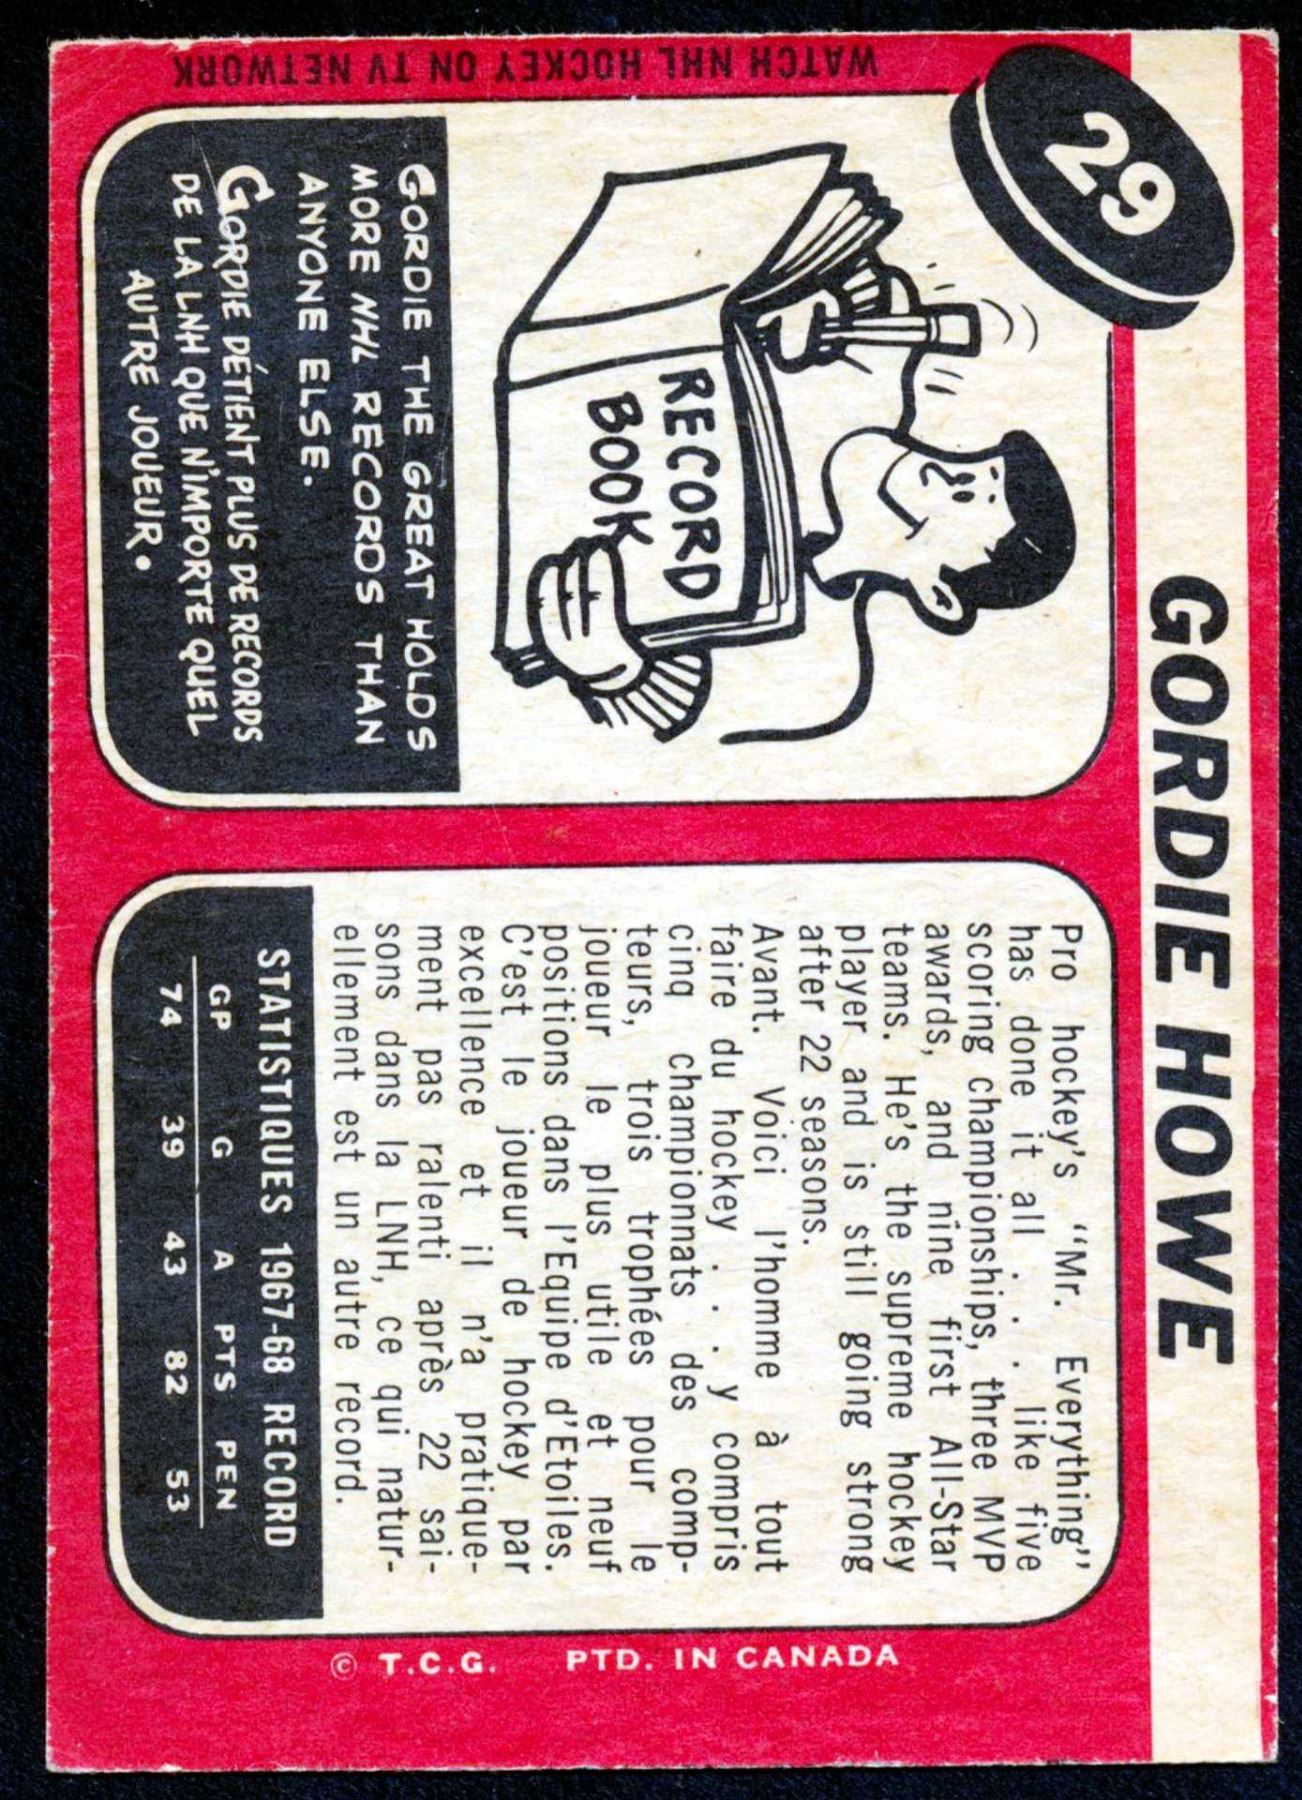 29
GORDIE HOWE
WATCH NHL HOCKEY ON TV NETWORK
RECORD
BOOK
GORDIE THE GREAT HOLDS
MORE NHL RECORDS THAN
ANYONE ELSE.
GORDIE DÉTIENT PLUS DE RECORDS
DE LA LNH QUE N'IMPORTE QUEL
AUTRE JOUEUR.
Pro hockey's "Mr. Everything"
has done it all . . . like five
scoring championships, three MVP
awards, and nine first All-Star
teams. He's the supreme hockey
player and is still going strong
after 22 seasons.
Avant. Voici l'homme à tout
faire du hockey . . . y compris
cinq championnats des comp-
teurs, trois trophées pour le
joueur le plus utile et neuf
positions dans l'Equipe d'Etoiles.
C'est le joueur de hockey par
excellence et il n'a pratique-
ment pas ralenti après 22 sai-
sons dans la LNH, ce qui natur-
ellement est un autre record.
STATISTIQUES 1967-68 RECORD
GP G A PTS PEN
74 39 43 82 53
© T.C.G. PTD. IN CANADA